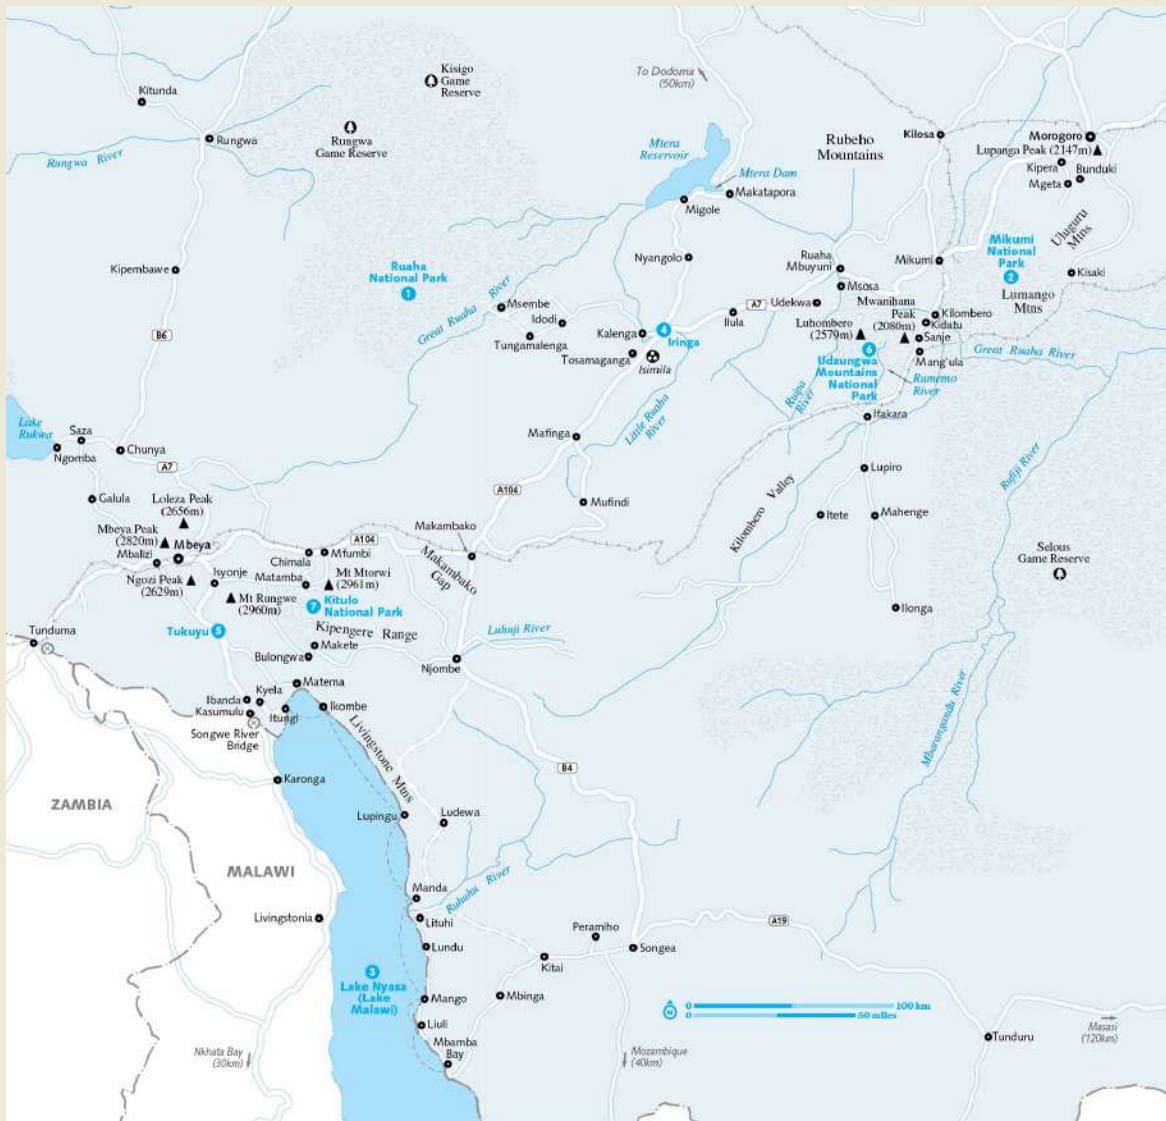 Kisigo
Game
Reserve
To Dodoma
(50km)
Kitunda
Rungwa
Rungwa
Game Reserve
Rungwa River
Mtera
Reservoir
Rubeho
Mountains
Kilosa
Morogoro
Lupanga Peak (2147m)
Kipera
Bunduki
Mgeta
Mtera Dam
Makatapora
Migole
Uluguru
Mtns
Mikumi
National
Park
2
Kipembawe
Ruaha
National Park
1
Nyangolo
Ruaha
Mbuyuni
Mikumi
Kisaki
Msosa
Lumango
Mtns
Great Ruaha River
Msembe
Idodi
Tungamalenga
Udekwa
Mwanihana
Peak
(2080m)
Kilombero
Kidatu
A7
Ilula
Kalenga
4
Iringa
Luhombero
(2579m)
Sanje
Mang'ula
Great Ruaha River
B6
Tosamaganga
Isimila
6
Udzungwa
Mountains
National
Park
Rumemo
River
Ruipa
River
Ifakara
Little Ruaha
River
Lake
Rukwa
Saza
Ngomba
Chunya
A7
Mafinga
Lupiro
Rufiji River
Galula
Loleza Peak
(2656m)
A104
Mufindi
Kilombero Valley
Itete
Mahenge
Mbeya Peak
(2820m)
Mbalizi
Mbeya
A104
Makambako
Makambako
Gap
Selous
Game Reserve
Chimala
Mfumbi
Ngozi Peak
(2629m)
Isyonje
Matamba
Mt Mtorwi
(2961m)
Mt Rungwe
(2960m)
7
Kitulo
National Park
Ilonga
Tukuyu
5
Kipengere Range
Luhuji River
Tunduma
Makete
Bulongwa
Njombe
Matema
Mbarangandu River
Ibanda
Kyela
Kasumulu
Itungi
Ikombe
Songwe River
Bridge
Livingstone Mtns
Karonga
B4
ZAMBIA
Lupingu
Ludewa
MALAWI
Manda
Ruhuhu River
Livingstonia
Lituhi
Peramiho
A19
Lundu
Songea
Kitai
3
Lake Nyasa
(Lake
Malawi)
Mango
Mbinga
N
0 100 km
0 50 miles
Liuli
Mbamba
Bay
Tunduru
Masasi
(120km)
Nkhata Bay
(30km)
Mozambique
(40km)